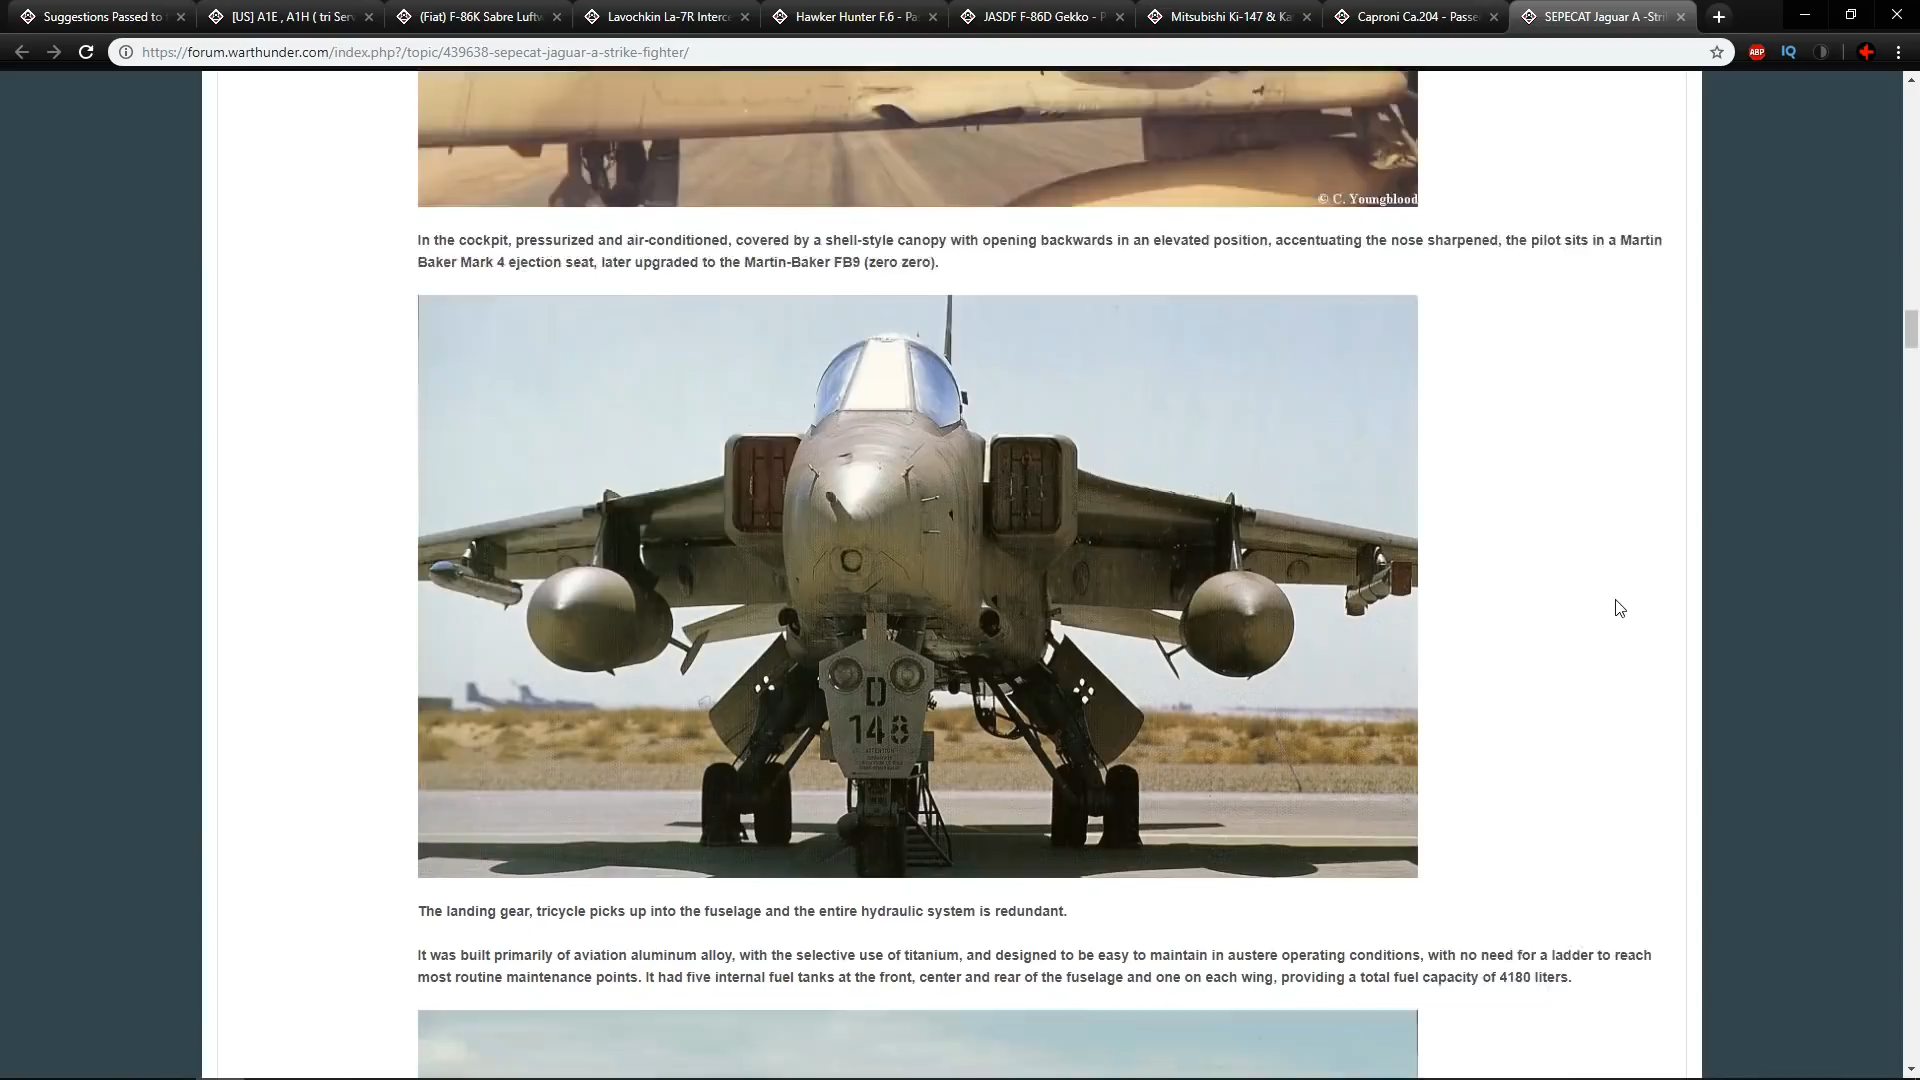 Suggestions Passed to
[US] A1E , A1H ( tri Serv
(Fiat) F-86K Sabre Luftw
Lavochkin La-7R Interce
Hawker Hunter F.6 - Pa
JASDF F-86D Gekko - P
Mitsubishi Ki-147 & Ka
Caproni Ca.204 - Passe
SEPECAT Jaguar A -Stri
https://forum.warthunder.com/index.php?/topic/439638-sepecat-jaguar-a-strike-fighter/
ABP
IQ
© C. Youngblood
In the cockpit, pressurized and air-conditioned, covered by a shell-style canopy with opening backwards in an elevated position, accentuating the nose sharpened, the pilot sits in a Martin
Baker Mark 4 ejection seat, later upgraded to the Martin-Baker FB9 (zero zero).
D
148
ATTENTION
The landing gear, tricycle picks up into the fuselage and the entire hydraulic system is redundant.
It was built primarily of aviation aluminum alloy, with the selective use of titanium, and designed to be easy to maintain in austere operating conditions, with no need for a ladder to reach
most routine maintenance points. It had five internal fuel tanks at the front, center and rear of the fuselage and one on each wing, providing a total fuel capacity of 4180 liters.